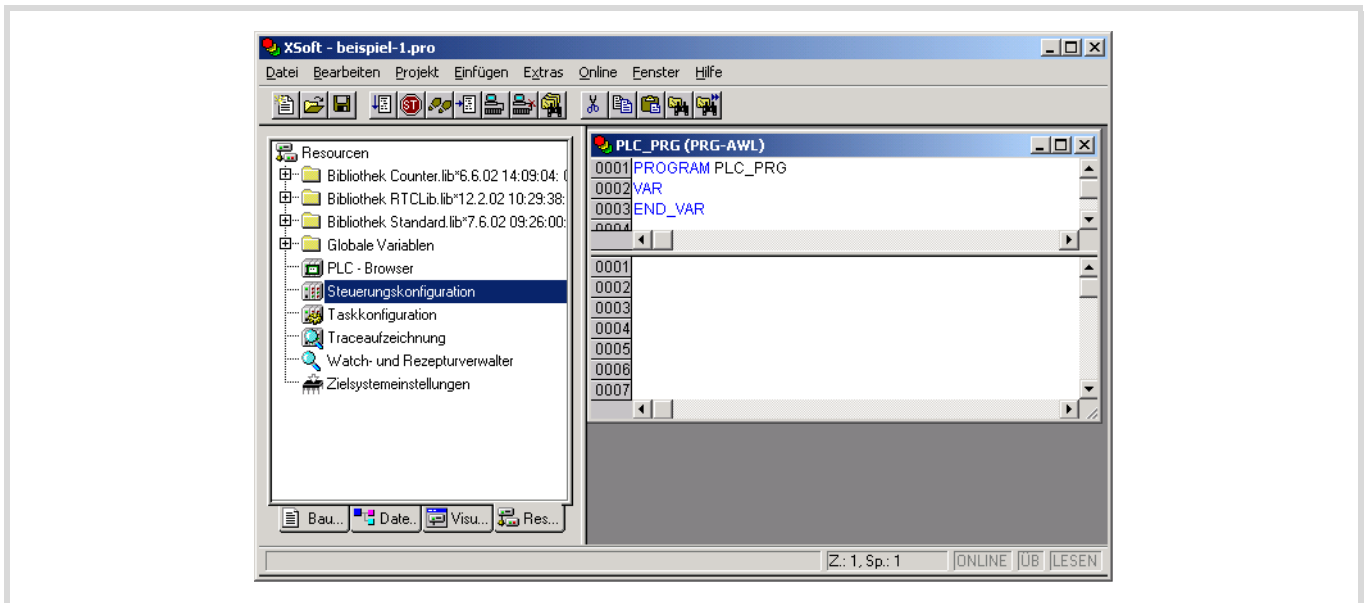 XSoft - beispiel-1.pro
Datei Bearbeiten Projekt Einfügen Extras Online Fenster Hilfe
ST
Resourcen
Bibliothek Counter.lib*6.6.02 14:09:04:
Bibliothek RTCLib.lib*12.2.02 10:29:38:
Bibliothek Standard.lib*7.6.02 09:26:00:
Globale Variablen
PLC - Browser
Steuerungskonfiguration
Taskkonfiguration
Traceaufzeichnung
Watch- und Rezepturverwalter
Zielsystemeinstellungen
Bau... Date.. Visu... Res...
PLC_PRG (PRG-AWL)
0001 PROGRAM PLC_PRG
0002 VAR
0003 END_VAR
0004
0001
0002
0003
0004
0005
0006
0007
Z.: 1, Sp.: 1 ONLINE ÜB LESEN